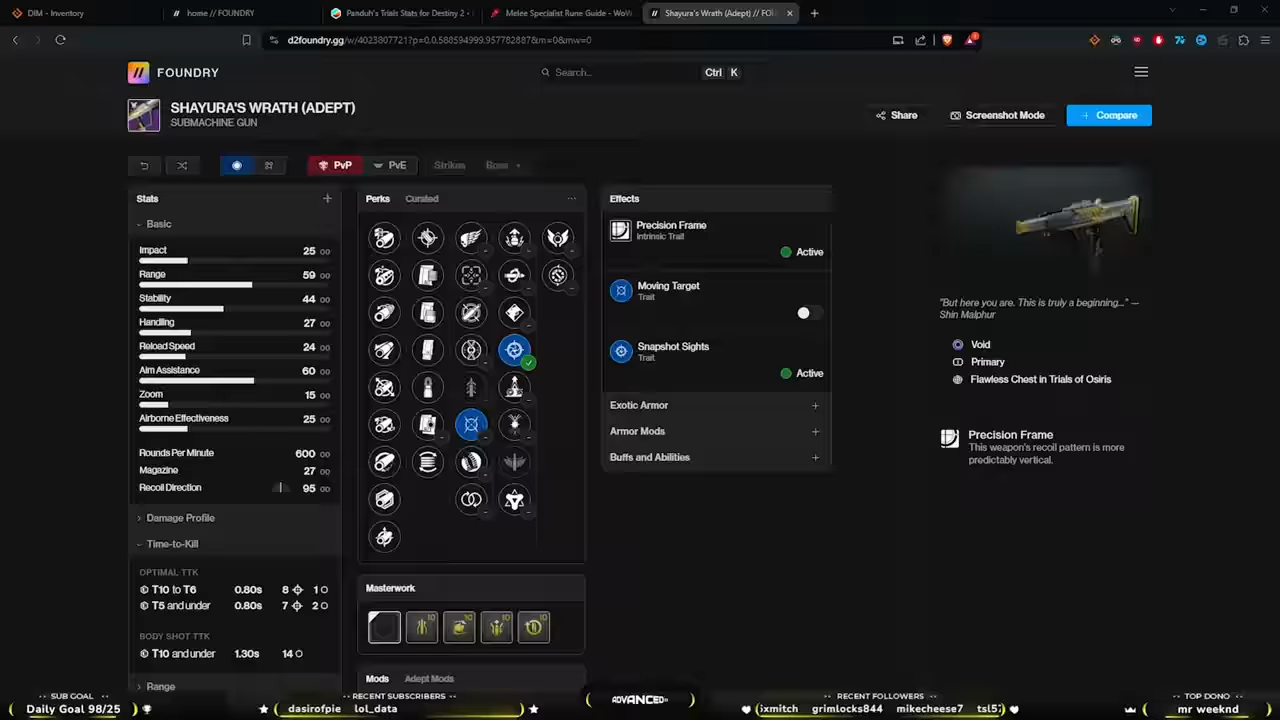 DIM - Inventory
home // FOUNDRY
Panduh's Trials Stats for Destiny 2 -
Melee Specialist Rune Guide - WoW
Shayura's Wrath (Adept) // FO
d2foundry.gg/w/4023807721?p=0.0.588594999.957782887&m=0&mw=0
FOUNDRY
Search...
Ctrl K
SHAYURA'S WRATH (ADEPT)
SUBMACHINE GUN
Share
Screenshot Mode
Compare
PvP
PvE
Strikes
Boss
Stats
Basic
Impact 25
Range 59
Stability 44
Handling 27
Reload Speed 24
Aim Assistance 60
Zoom 15
Airborne Effectiveness 25
Rounds Per Minute 600
Magazine 27
Recoil Direction 95
Damage Profile
Time-to-Kill
OPTIMAL TTK
T10 to T6 0.80s 8 1
T5 and under 0.80s 7 2
BODY SHOT TTK
T10 and under 1.30s 14
Range
Perks
Curated
Masterwork
10 10 10 10
Mods
Adept Mods
Effects
Precision Frame
Intrinsic Trait
Active
Moving Target
Trait
Snapshot Sights
Trait
Active
Exotic Armor
Armor Mods
Buffs and Abilities
"But here you are. This is truly a beginning..." —
Shin Malphur
Void
Primary
Flawless Chest in Trials of Osiris
Precision Frame
This weapon's recoil pattern is more
predictably vertical.
SUB GOAL
Daily Goal 98/25
RECENT SUBSCRIBERS
dasirofpie lol_data
ADVANCED
RECENT FOLLOWERS
ixmitch grimlocks844 mikecheese7 tsl5
TOP DONO
mr weeknd